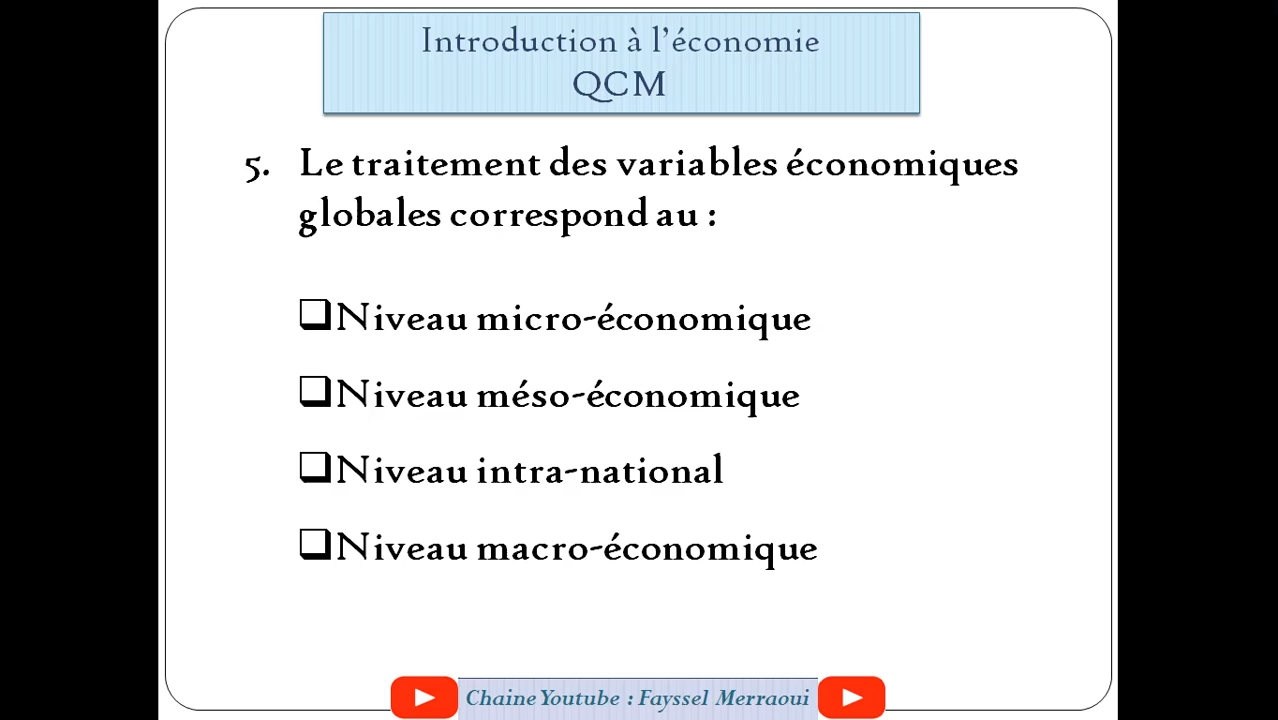 Introduction à l'économie
QCM
5. Le traitement des variables économiques
globales correspond au :
❑Niveau micro-économique
❑Niveau méso-économique
❑Niveau intra-national
❑Niveau macro-économique
Chaine Youtube : Fayssel Merraoui